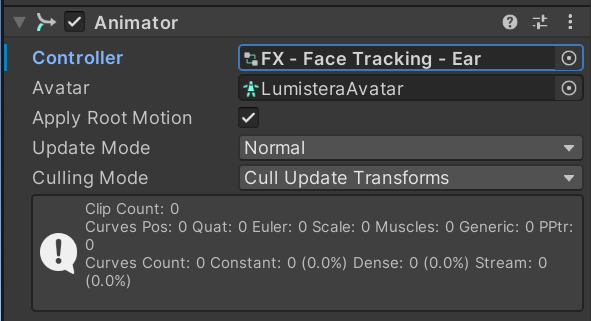 Animator
Controller FX - Face Tracking - Ear
Avatar LumisteraAvatar
Apply Root Motion
Update Mode Normal
Culling Mode Cull Update Transforms
Clip Count: 0
Curves Pos: 0 Quat: 0 Euler: 0 Scale: 0 Muscles: 0 Generic: 0 PPtr:
0
Curves Count: 0 Constant: 0 (0.0%) Dense: 0 (0.0%) Stream: 0
(0.0%)